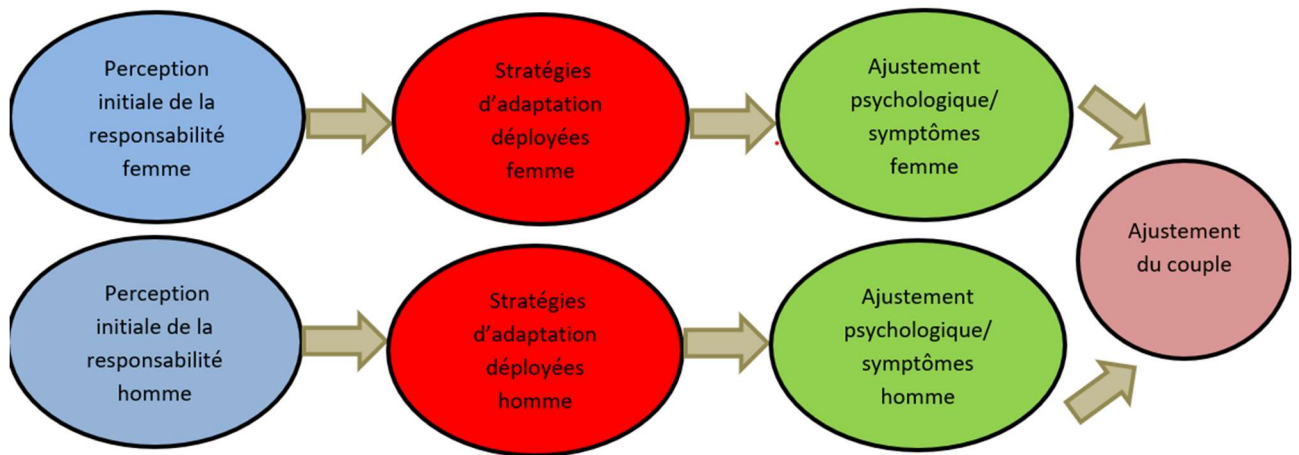 Perception
initiale de la
responsabilité
femme
Stratégies
d’adaptation
déployées
femme
Ajustement
psychologique/
symptômes
femme
Perception
initiale de la
responsabilité
homme
Stratégies
d’adaptation
déployées
homme
Ajustement
psychologique/
symptômes
homme
Ajustement
du couple